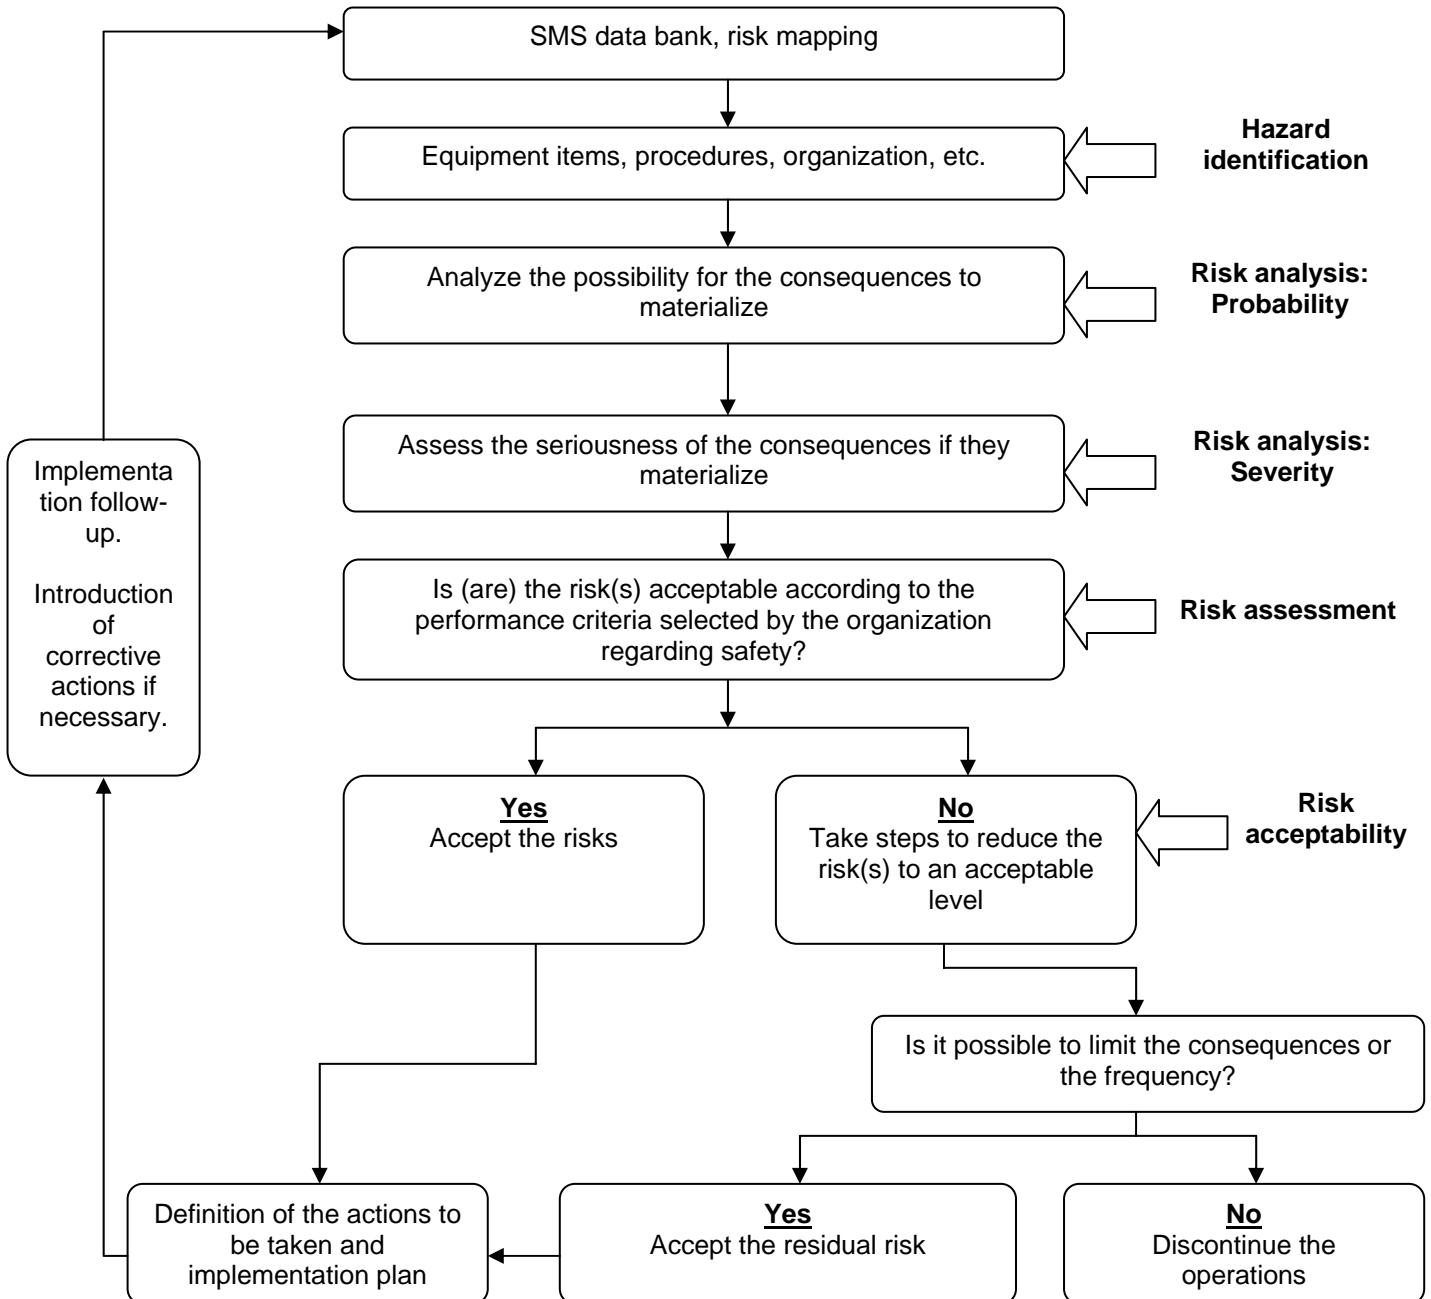 SMS data bank, risk mapping
Equipment items, procedures, organization, etc.
Hazard
identification
Analyze the possibility for the consequences to
materialize
Risk analysis:
Probability
Assess the seriousness of the consequences if they
materialize
Risk analysis:
Severity
Implementa
tion follow-
up.
Introduction
of
corrective
actions if
necessary.
Is (are) the risk(s) acceptable according to the
performance criteria selected by the organization
regarding safety?
Risk assessment
Yes
Accept the risks
No
Take steps to reduce the
risk(s) to an acceptable
level
Risk
acceptability
Is it possible to limit the consequences or
the frequency?
Definition of the actions to
be taken and
implementation plan
Yes
Accept the residual risk
No
Discontinue the
operations